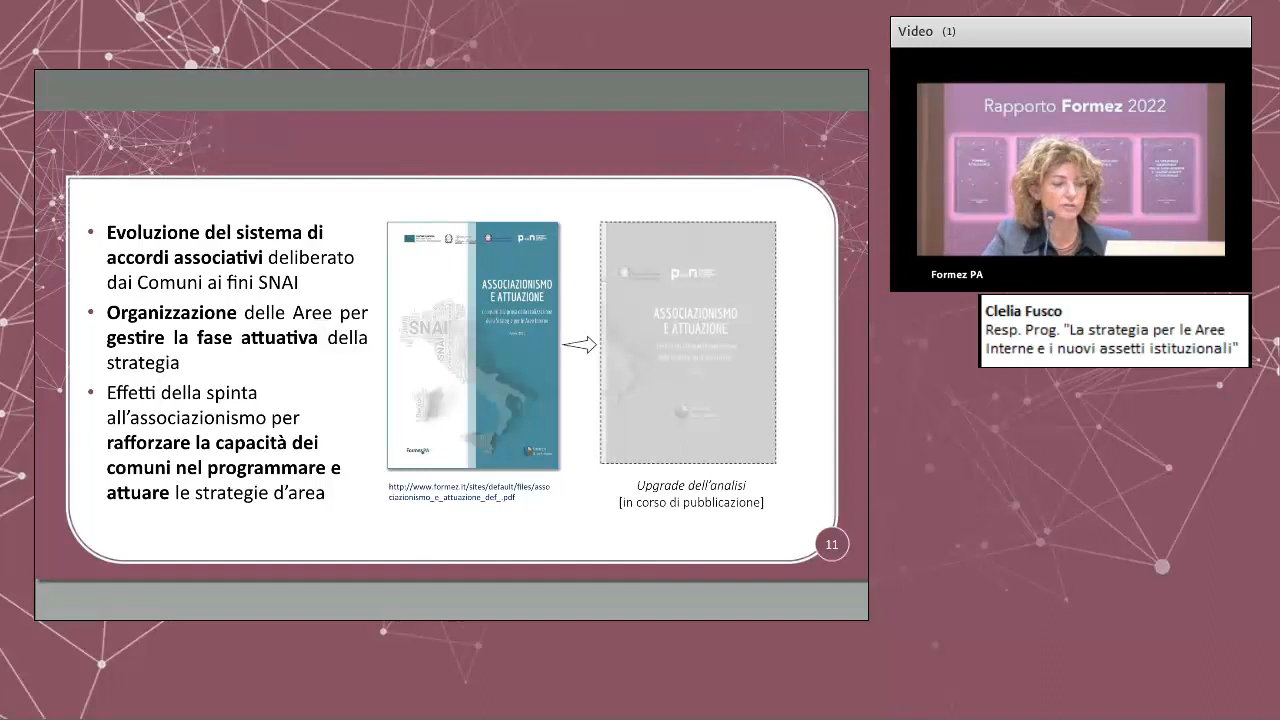 Video (1)
Rapporto Formez 2022
Formez PA
Clelia Fusco
Resp. Prog. "La strategia per le Aree
Interne e i nuovi assetti istituzionali"
• Evoluzione del sistema di
accordi associativi deliberato
dai Comuni ai fini SNAI
• Organizzazione delle Aree per
gestire la fase attuativa della
strategia
• Effetti della spinta
all’associazionismo per
rafforzare la capacità dei
comuni nel programmare e
attuare le strategie d’area
ASSOCIAZIONISMO
E ATTUAZIONE
SNAI
FormezPA
http://www.formez.it/sites/default/files/asso
ciazionismo_e_attuazione_def_.pdf
ASSOCIAZIONISMO
E ATTUAZIONE
Upgrade dell’analisi
[in corso di pubblicazione]
11